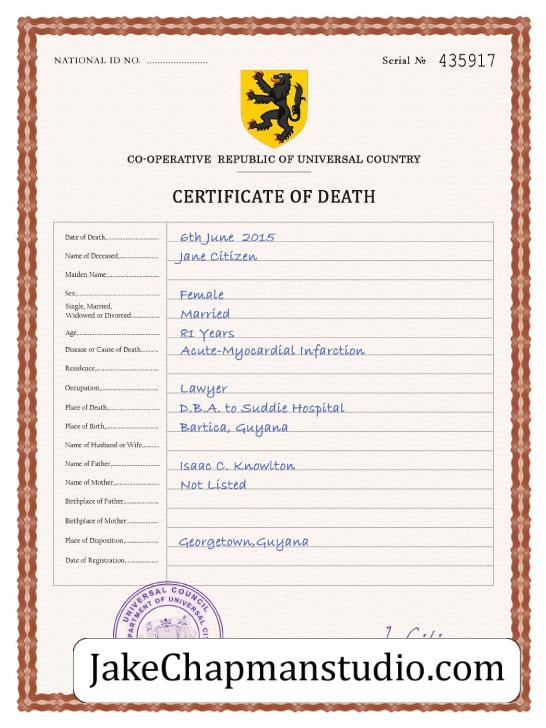 NATIONAL ID NO. ........................
Serial № 435917
CO-OPERATIVE REPUBLIC OF UNIVERSAL COUNTRY
CERTIFICATE OF DEATH
Date of Death,........................ 6th June 2015
Name of Deceased,.................. Jane Citizen
Maiden Name,........................
Sex,........................ Female
Single, Married,
Widowed or Divorced............ Married
Age,........................ 81 Years
Disease or Cause of Death........ Acute-Myocardial Infarction
Residence,........................
Occupation,........................ Lawyer
Place of Death,........................ D.B.A. to Suddie Hospital
Place of Birth,........................ Bartica, Guyana
Name of Husband or Wife,.......
Name of Father,........................ Isaac C. Knowlton
Name of Mother,........................ Not Listed
Birthplace of Father,................
Birthplace of Mother................
Place of Disposition,................ Georgetown,Guyana
Date of Registration,................
UNIVERSAL COUNCIL
PARTMENT OF UNIVERSAL CI
JakeChapmanstudio.com